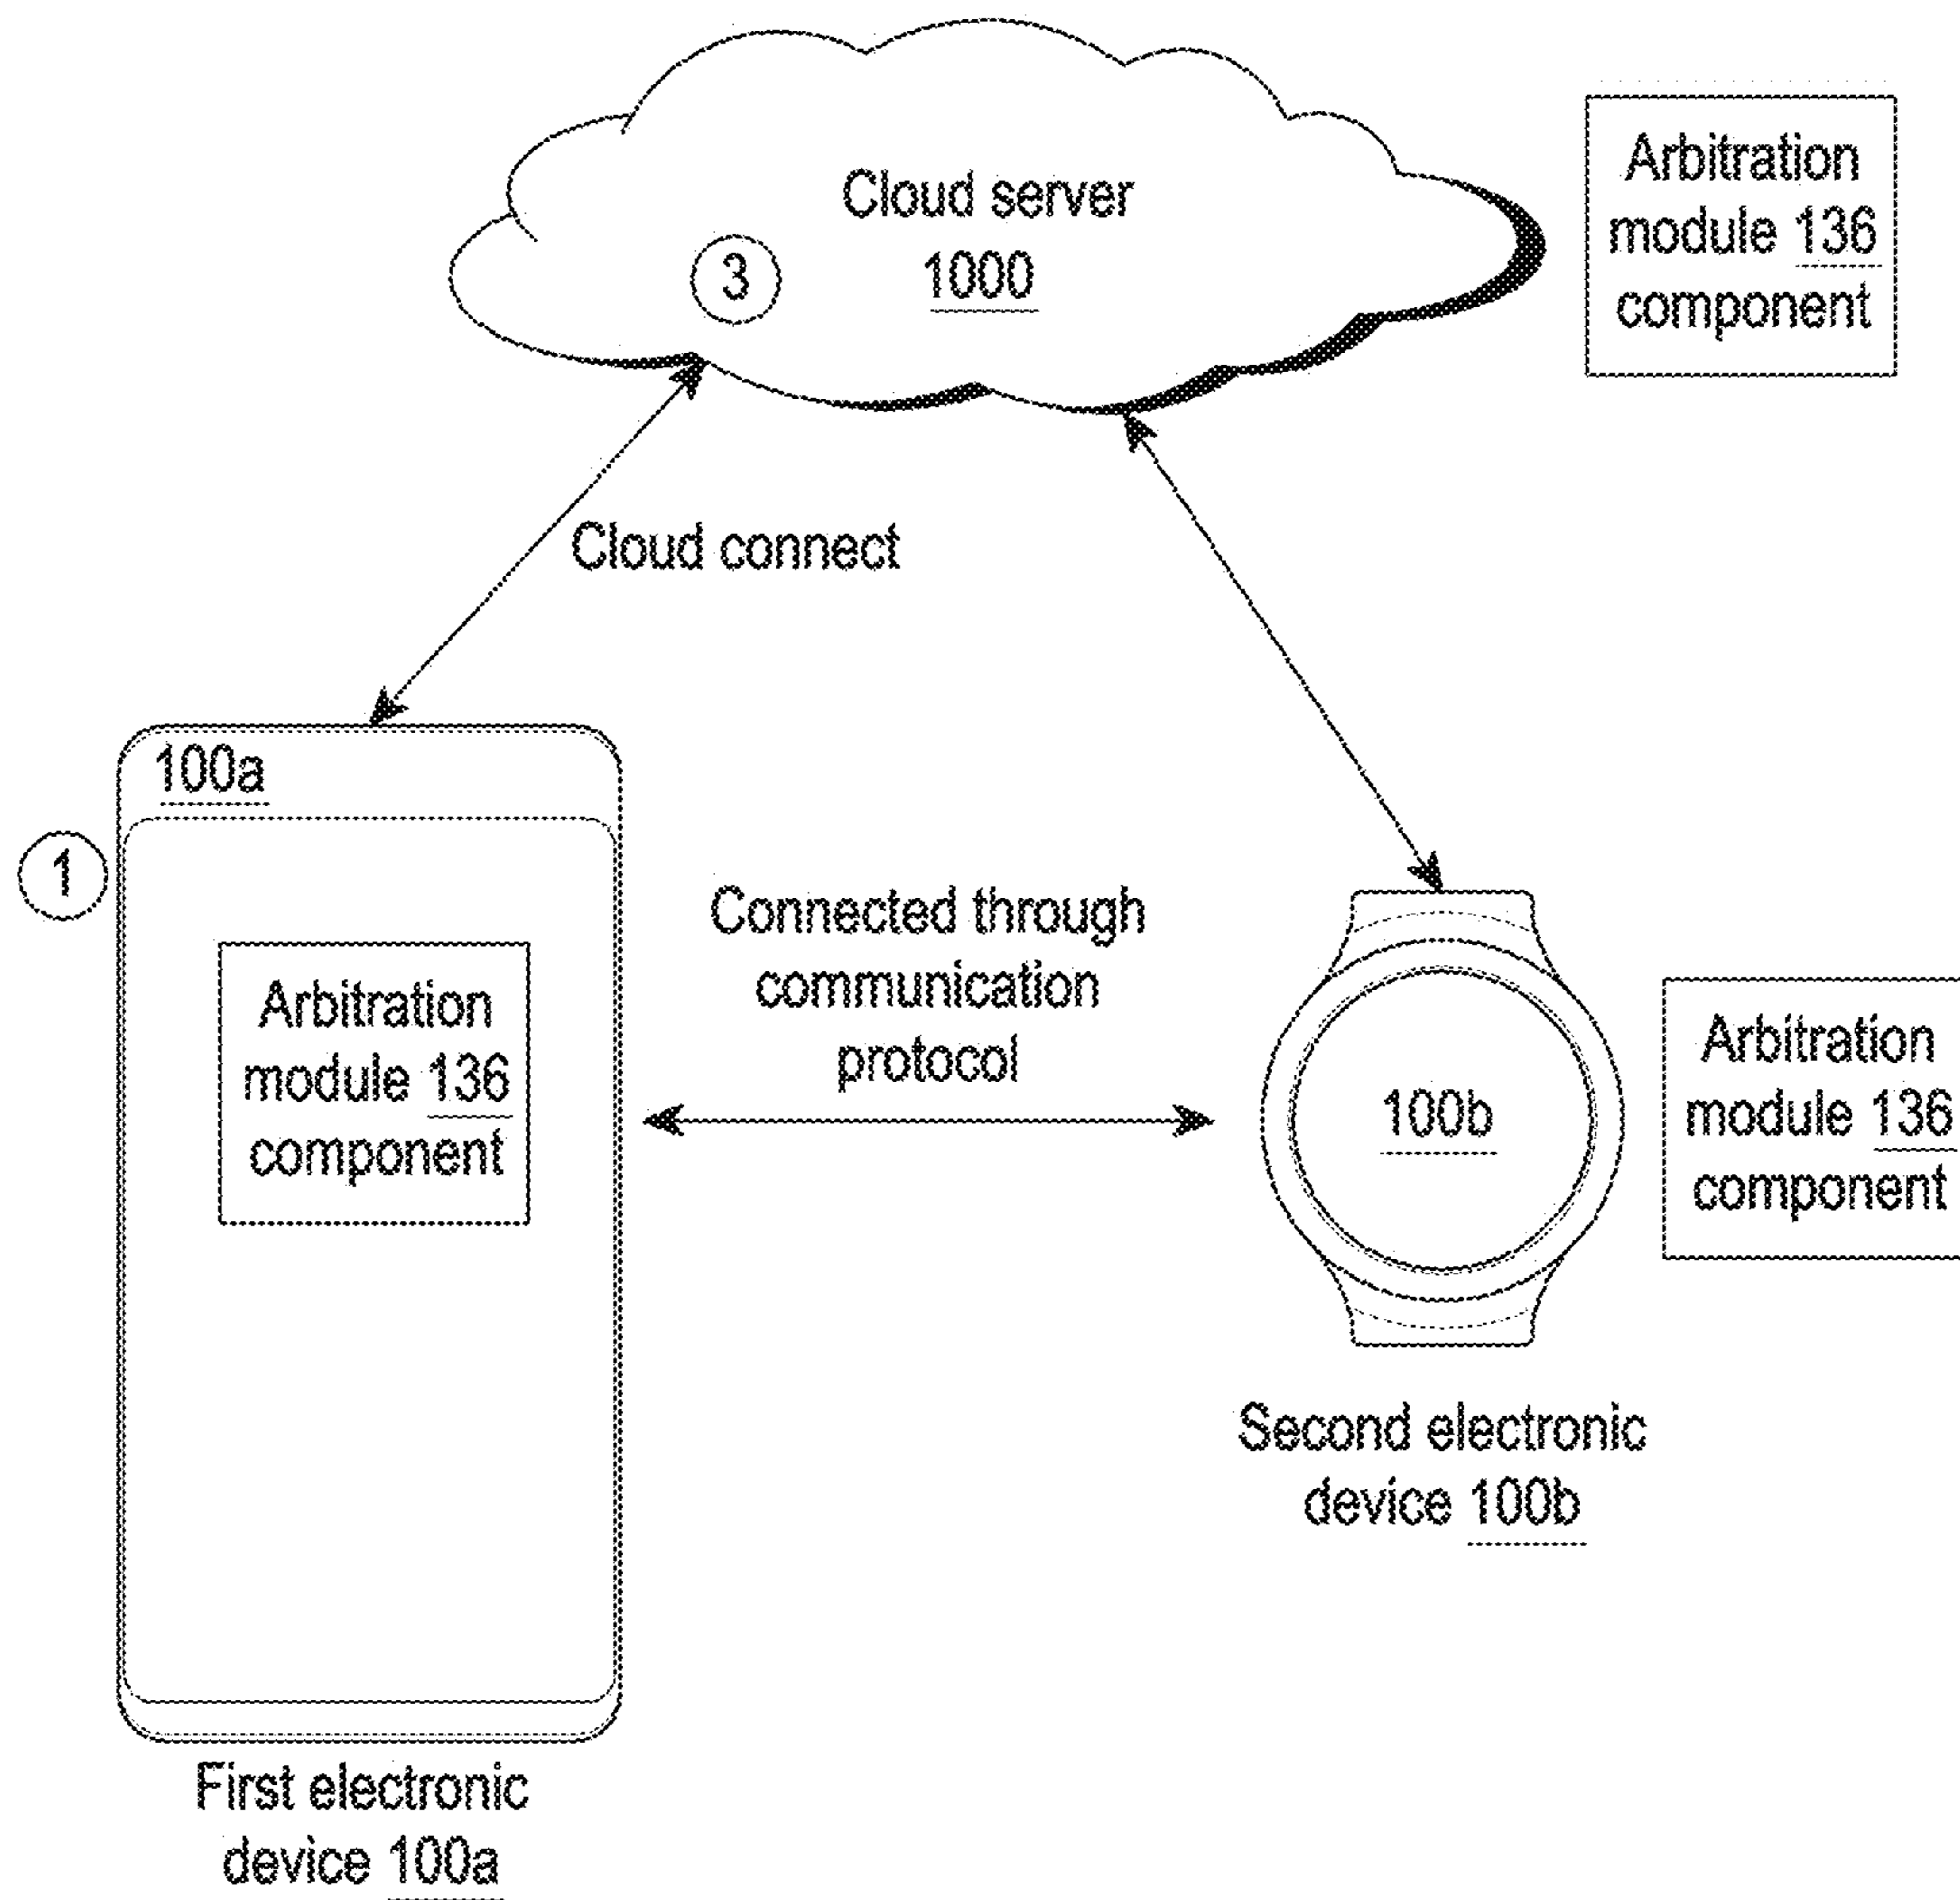 Cloud server
1000
3
Arbitration
module 136
component
Cloud connect
100a
1
Arbitration
module 136
component
Connected through
communication
protocol
100b
Arbitration
module 136
component
Second electronic
device 100b
First electronic
device 100a